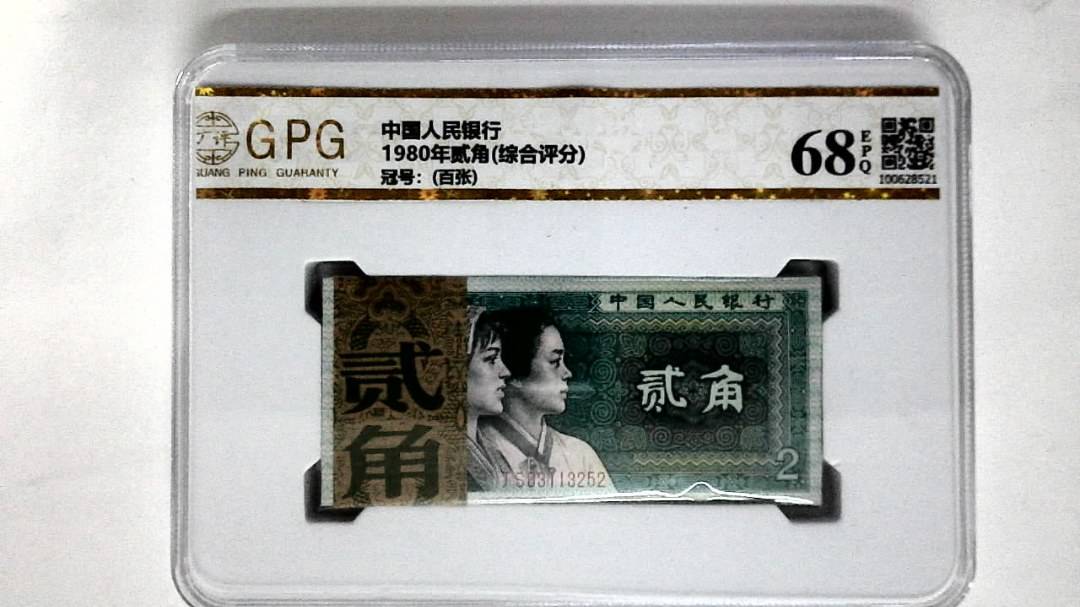 GPG
UANG PING GUARANTY
中国人民银行
1980年贰角(综合评分)
冠号：(百张)
68
EPQ
100628521
中国人民银行
贰角
贰角
2